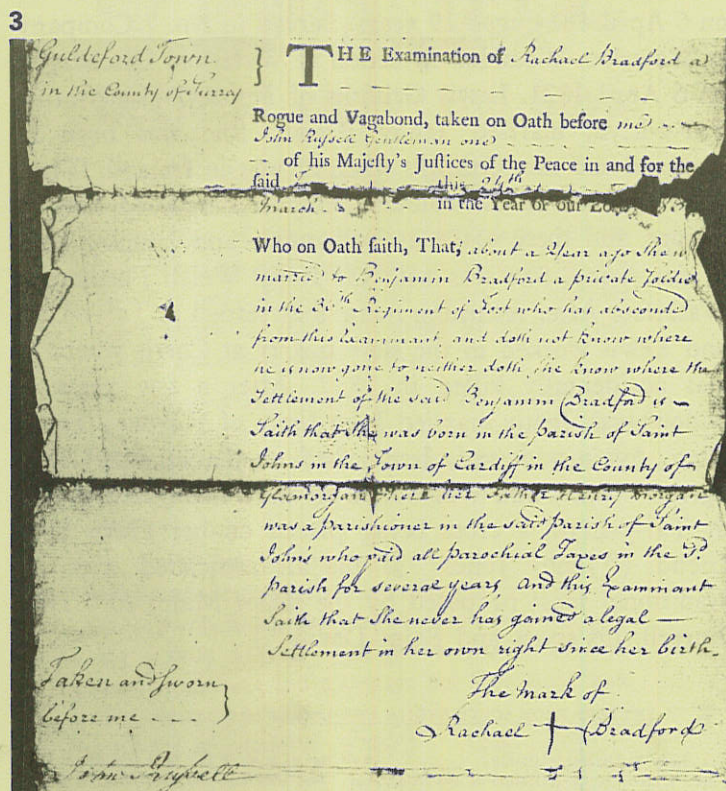 3
Guldeford Town
in the County of Surrey
THE Examination of Rachael Bradford a
Rogue and Vagabond, taken on Oath before me
John Russell Gentleman one
of his Majesty's Justices of the Peace in and for the
said this 24th
March in the Year of our
Who on Oath saith, That, about a Year ago She
married to Benjamin Bradford a private Soldier
in the 30th Regiment of Foot who has absconded
from this Examinant, and doth not know where
he is now gone to neither doth She know where the
Settlement of the said Benjamin Bradford is
Saith that She was born in the parish of Saint
Johns in the Town of Cardiff in the County of
Glamorgan where her Father Henry Morgan
was a parishioner in the said parish of Saint
John's who paid all parochial Taxes in the Sd.
parish for several years, and this Examinant
Saith that She never has gained a legal
Settlement in her own right since her birth.
Taken and Sworn
before me
John Russell
The Mark of
Rachael Bradford